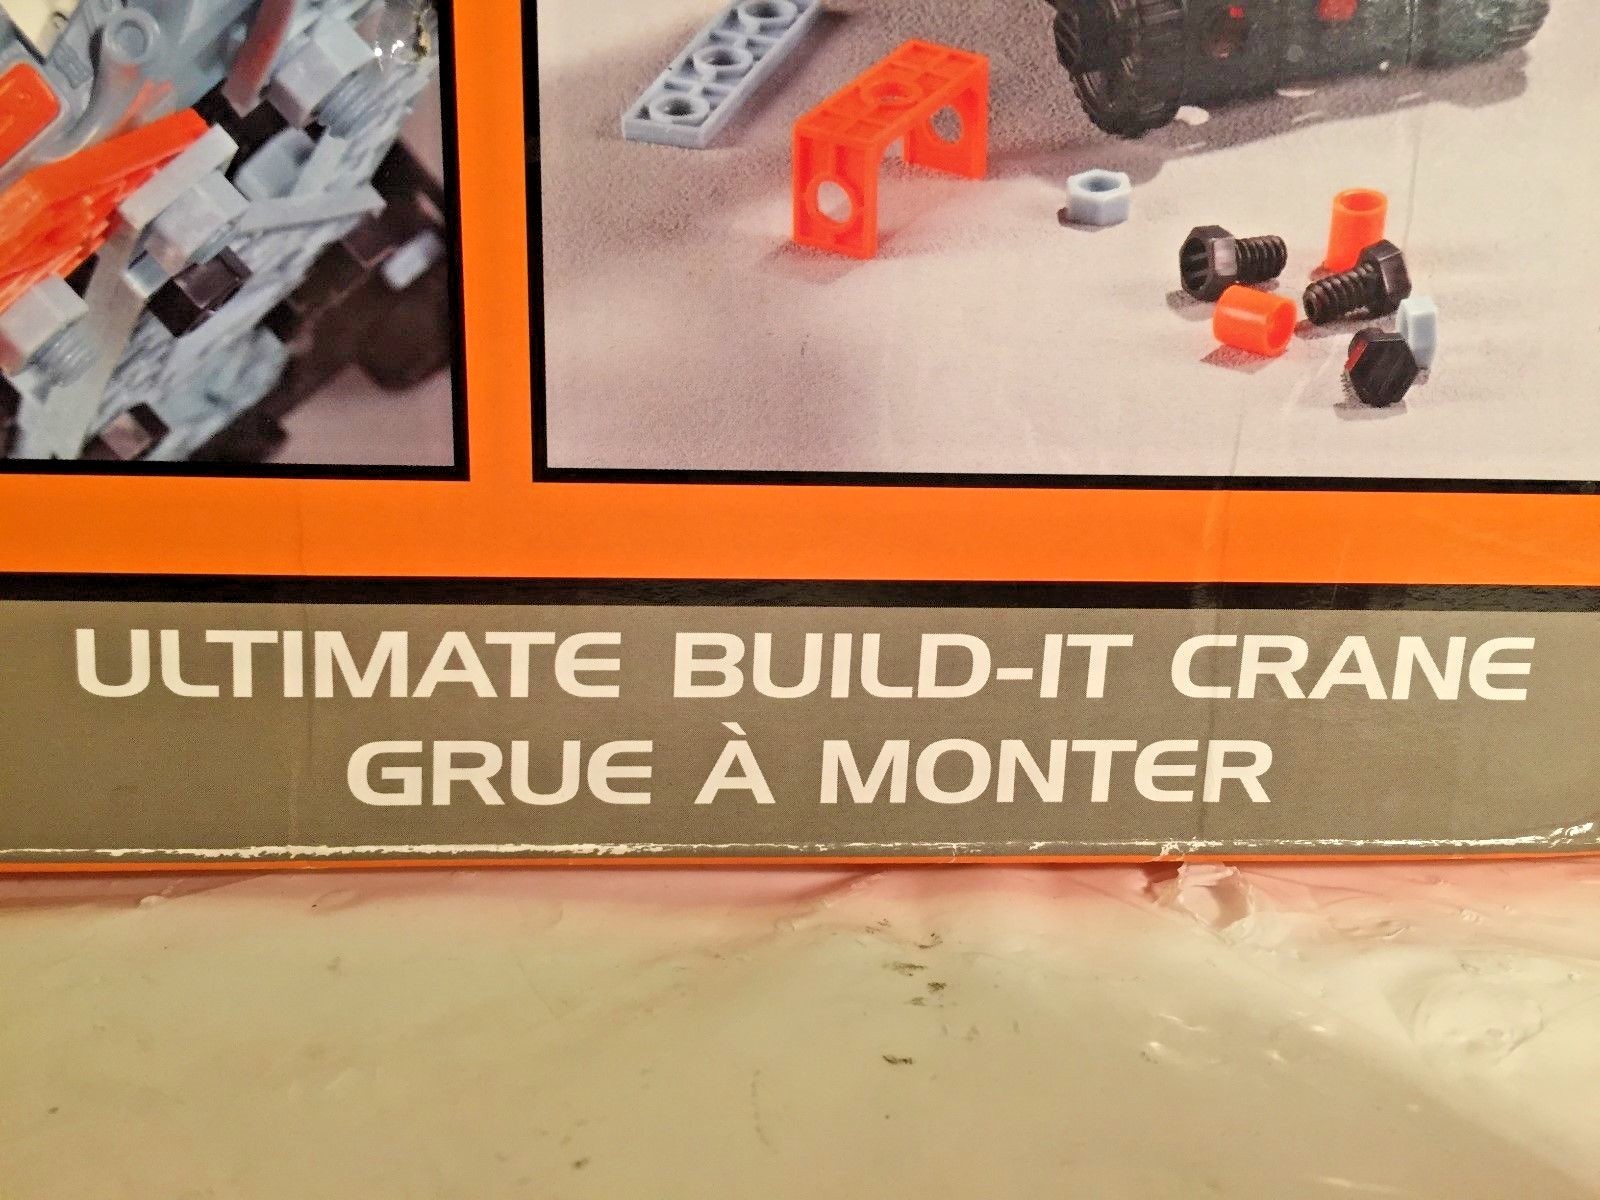 ULTIMATE BUILD-IT CRANE
GRUE À MONTER